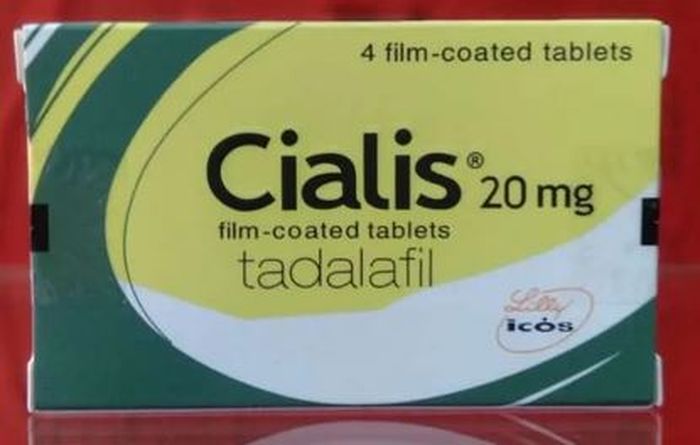 4 film-coated tablets
Cialis® 20 mg
film-coated tablets
tadalafil
Lilly
icos